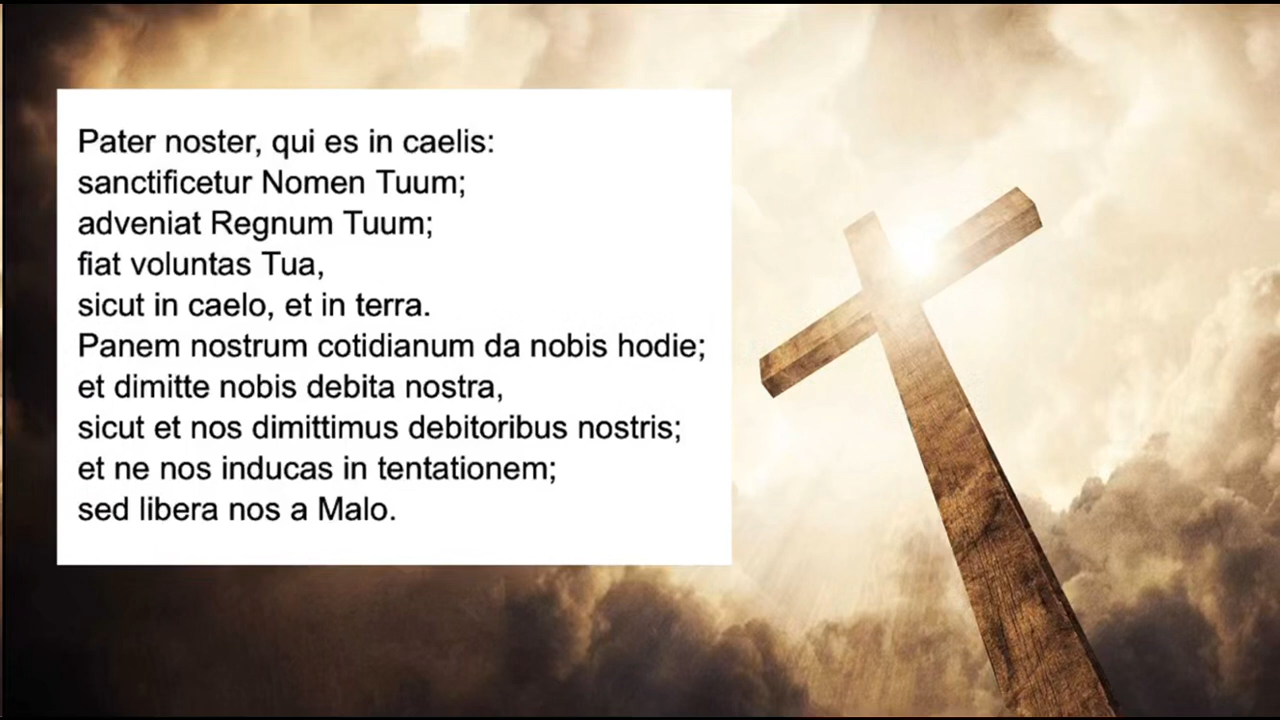 Pater noster, qui es in caelis:
sanctificetur Nomen Tuum;
adveniat Regnum Tuum;
fiat voluntas Tua,
sicut in caelo, et in terra.
Panem nostrum cotidianum da nobis hodie;
et dimitte nobis debita nostra,
sicut et nos dimittimus debitoribus nostris;
et ne nos inducas in tentationem;
sed libera nos a Malo.